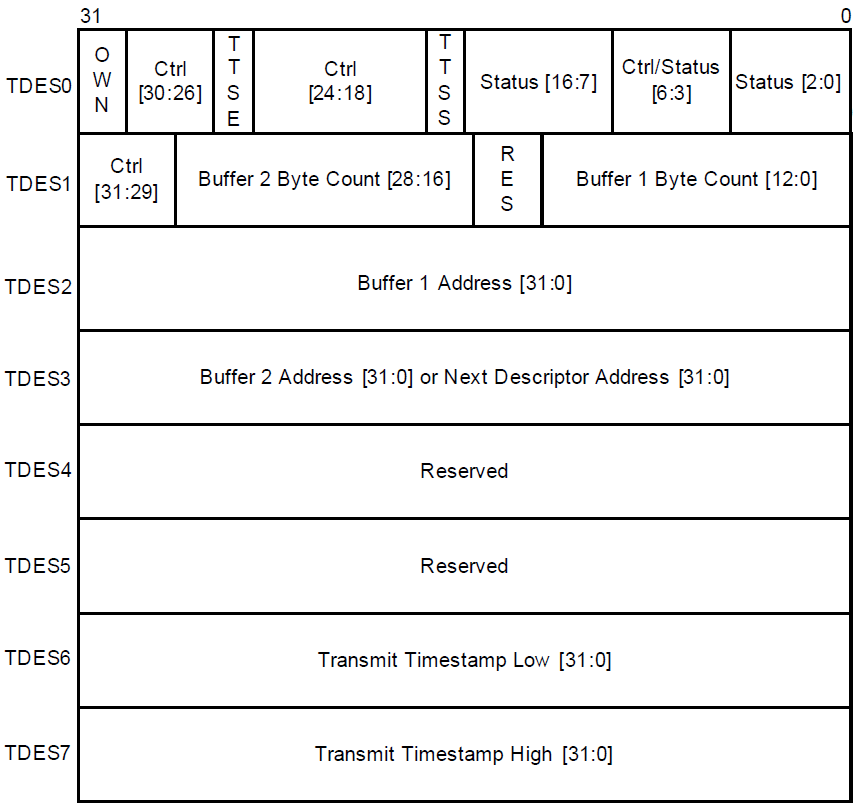 31 0
TDES0
OWN
Ctrl
[30:26]
TTSE
Ctrl
[24:18]
TTSS
Status [16:7]
Ctrl/Status
[6:3]
Status [2:0]
TDES1
Ctrl
[31:29]
Buffer 2 Byte Count [28:16]
RES
Buffer 1 Byte Count [12:0]
TDES2
Buffer 1 Address [31:0]
TDES3
Buffer 2 Address [31:0] or Next Descriptor Address [31:0]
TDES4
Reserved
TDES5
Reserved
TDES6
Transmit Timestamp Low [31:0]
TDES7
Transmit Timestamp High [31:0]